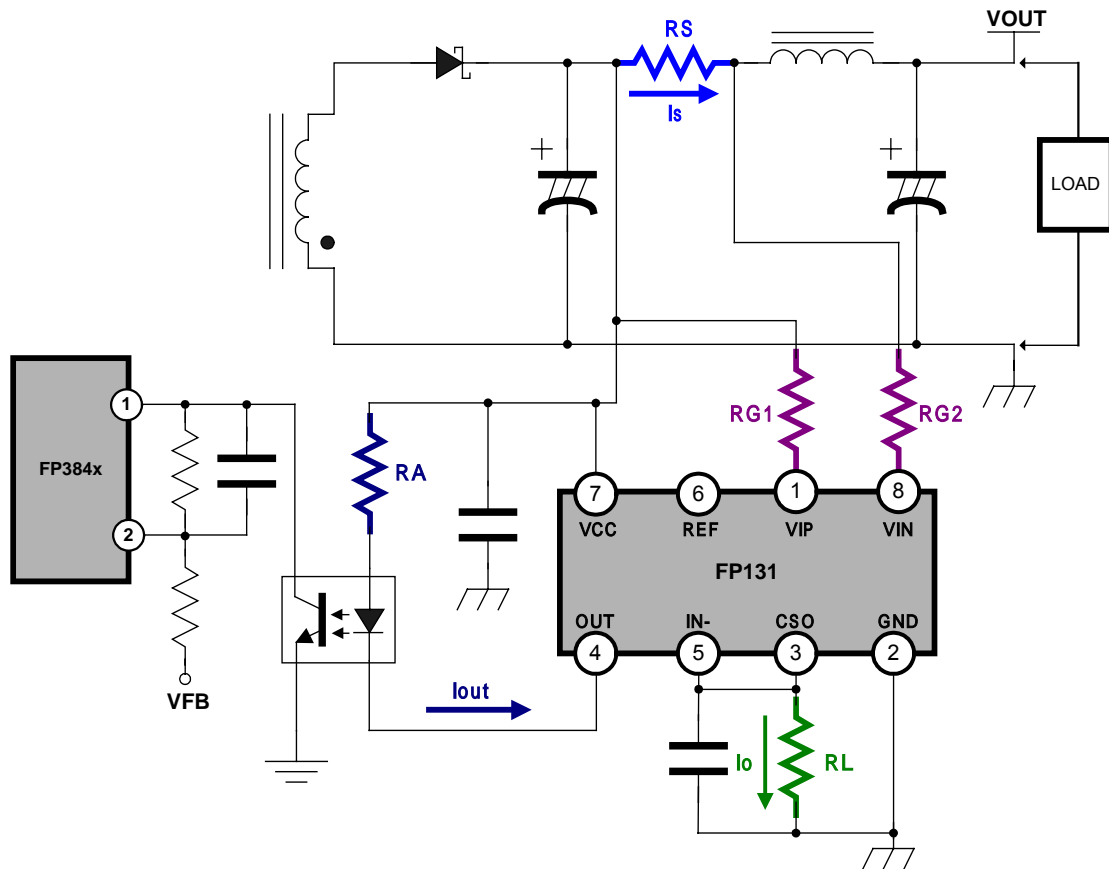 VOUT
RS
Is
+
+
LOAD
FP384x
1
2
VFB
RA
RG1
RG2
7
6
1
8
VCC
REF
VIP
VIN
FP131
OUT
IN-
CSO
GND
4
5
3
2
Iout
Io
RL